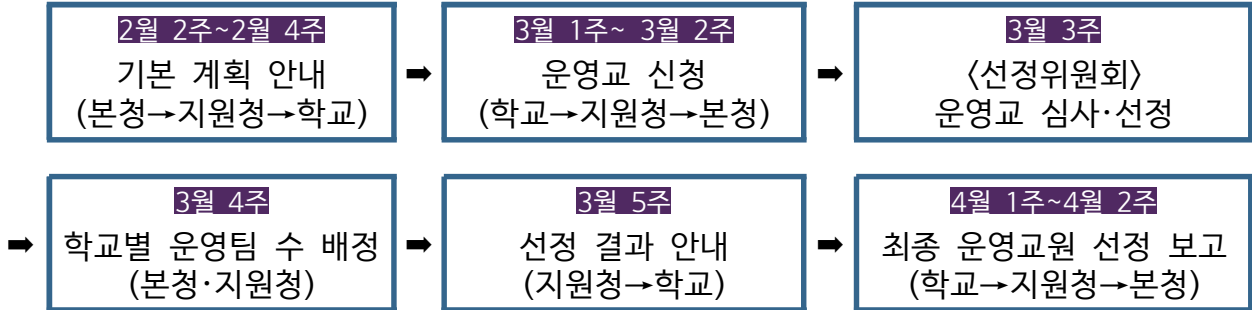 2월 2주~2월 4주
기본 계획 안내
(본청→지원청→학교)
➡
3월 1주~ 3월 2주
운영교 신청
(학교→지원청→본청)
➡
3월 3주
〈선정위원회〉
운영교 심사·선정
➡
3월 4주
학교별 운영팀 수 배정
(본청·지원청)
➡
3월 5주
선정 결과 안내
(지원청→학교)
➡
4월 1주~4월 2주
최종 운영교원 선정 보고
(학교→지원청→본청)